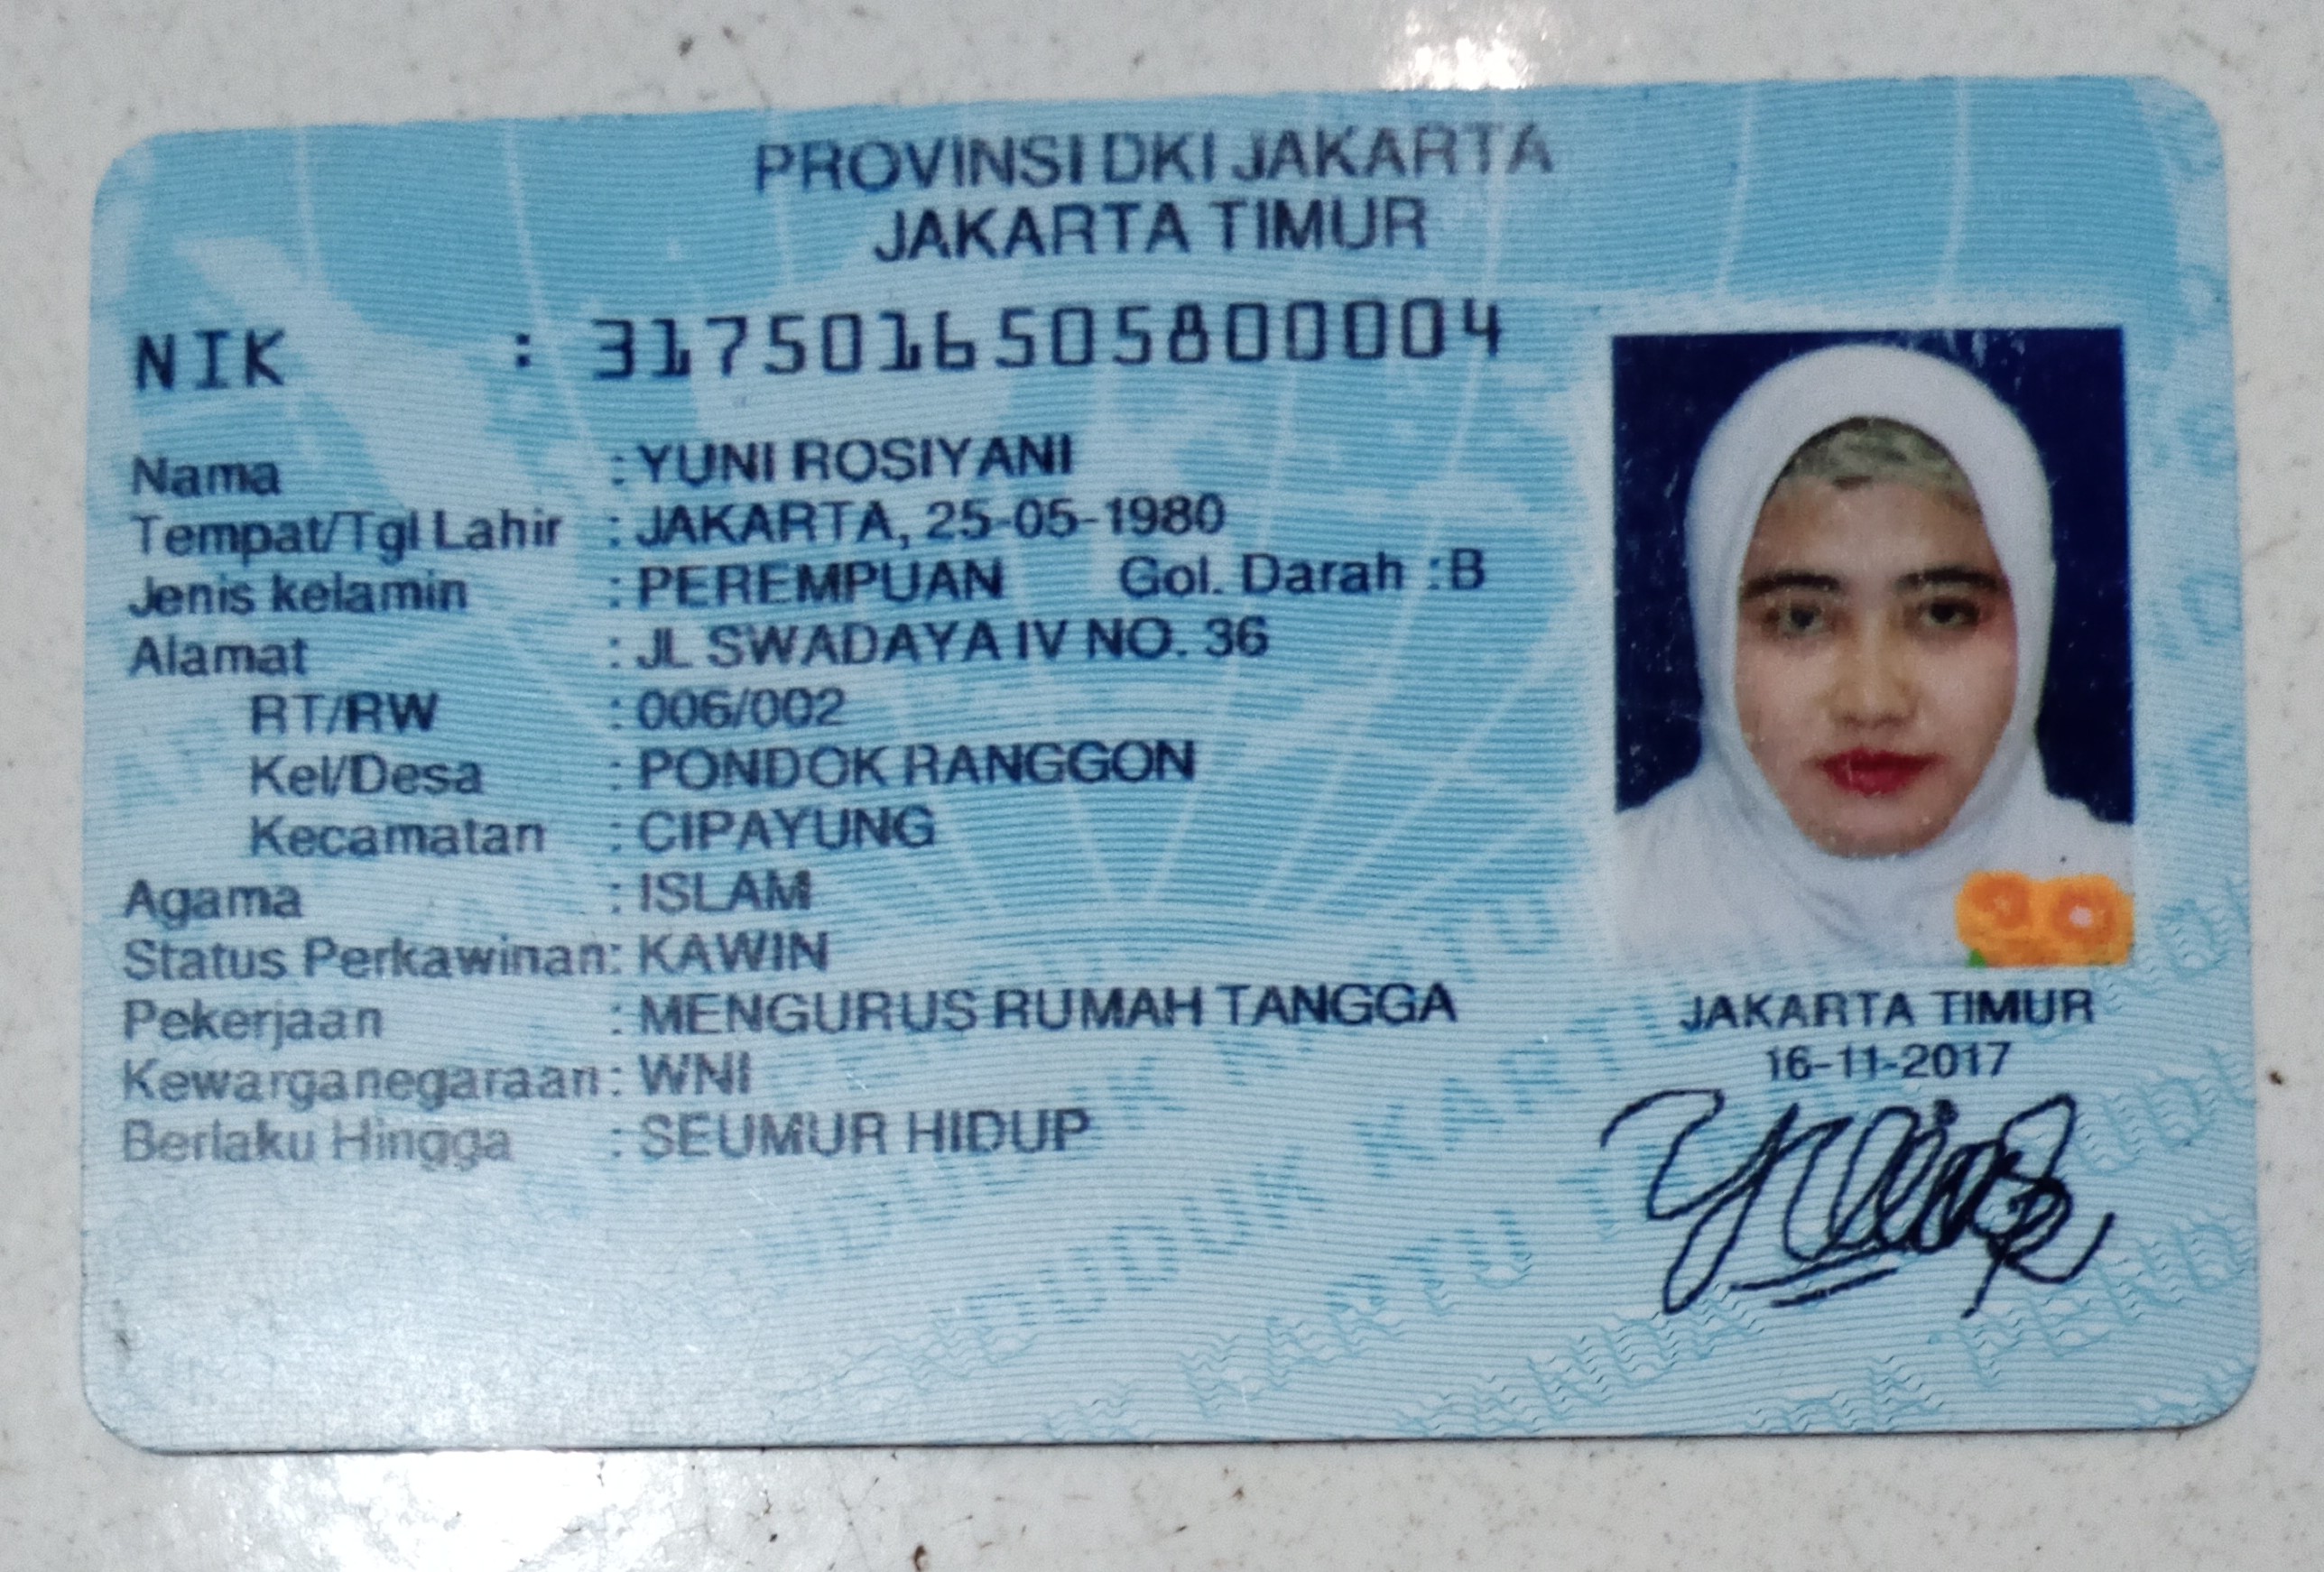 PROVINSI DKI JAKARTA
JAKARTA TIMUR
NIK : 3175016505800004
Nama : YUNI ROSIYANI
Tempat/Tgl Lahir : JAKARTA, 25-05-1980
Jenis kelamin : PEREMPUAN Gol. Darah : B
Alamat : JL SWADAYA IV NO. 36
RT/RW : 006/002
Kel/Desa : PONDOK RANGGON
Kecamatan : CIPAYUNG
Agama : ISLAM
Status Perkawinan: KAWIN
Pekerjaan : MENGURUS RUMAH TANGGA
Kewarganegaraan: WNI
Berlaku Hingga : SEUMUR HIDUP
JAKARTA TIMUR
16-11-2017